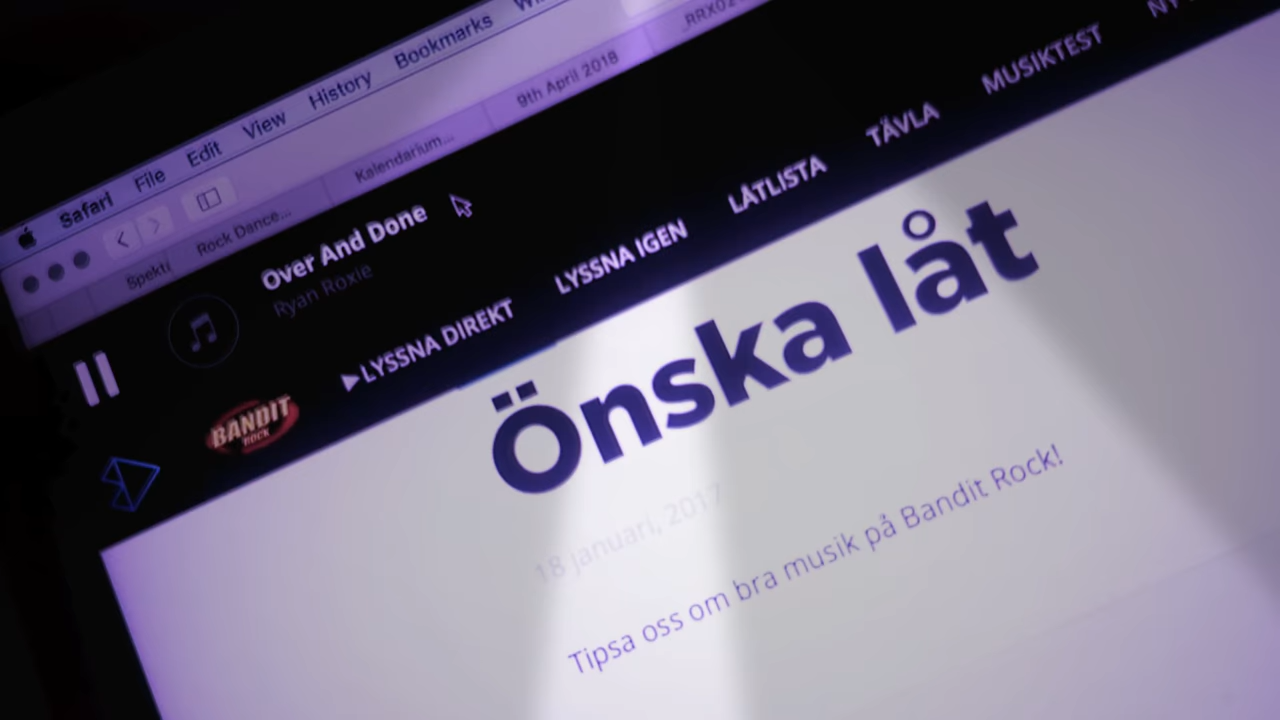 Safari File Edit View History Bookmarks
Rock Dance... Kalendarium... 9th April 2018
Over And Done
Ryan Roxie
BANDIT
ROCK
▶LYSSNA DIREKT LYSSNA IGEN LÅTLISTA TÄVLA MUSIKTEST
Önska låt
18 januari, 2017
Tipsa oss om bra musik på Bandit Rock!